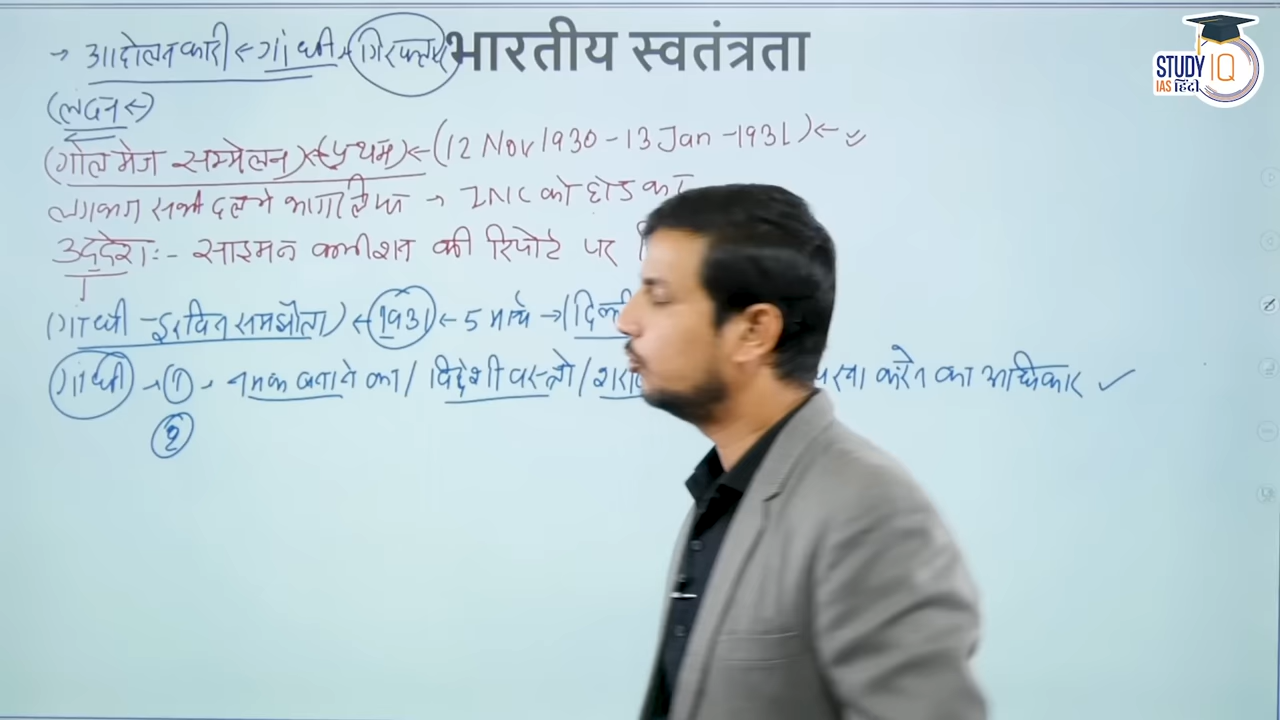 भारतीय स्वतंत्रता
STUDY IQ
IAS हिंदी
→ आंदोलनकारी ← गांधी → गिरफ्तार
(लंदन ←)
(गोल मेज सम्मेलन) ← (प्रथम) ← (12 Nov 1930 - 13 Jan -1931) ←
लगभग सभी दल ने भाग लिया → INC को छोड़ कर
उद्देश :- साइमन कमीशन की रिपोर्ट पर
(गांधी - इरविन समझौता) ← 1931 ← 5 मार्च → (दिल्ली
गांधी → 1 → नमक बनाने का / विदेशी वस्त्रो / शरा करने का अधिकार ✓
2